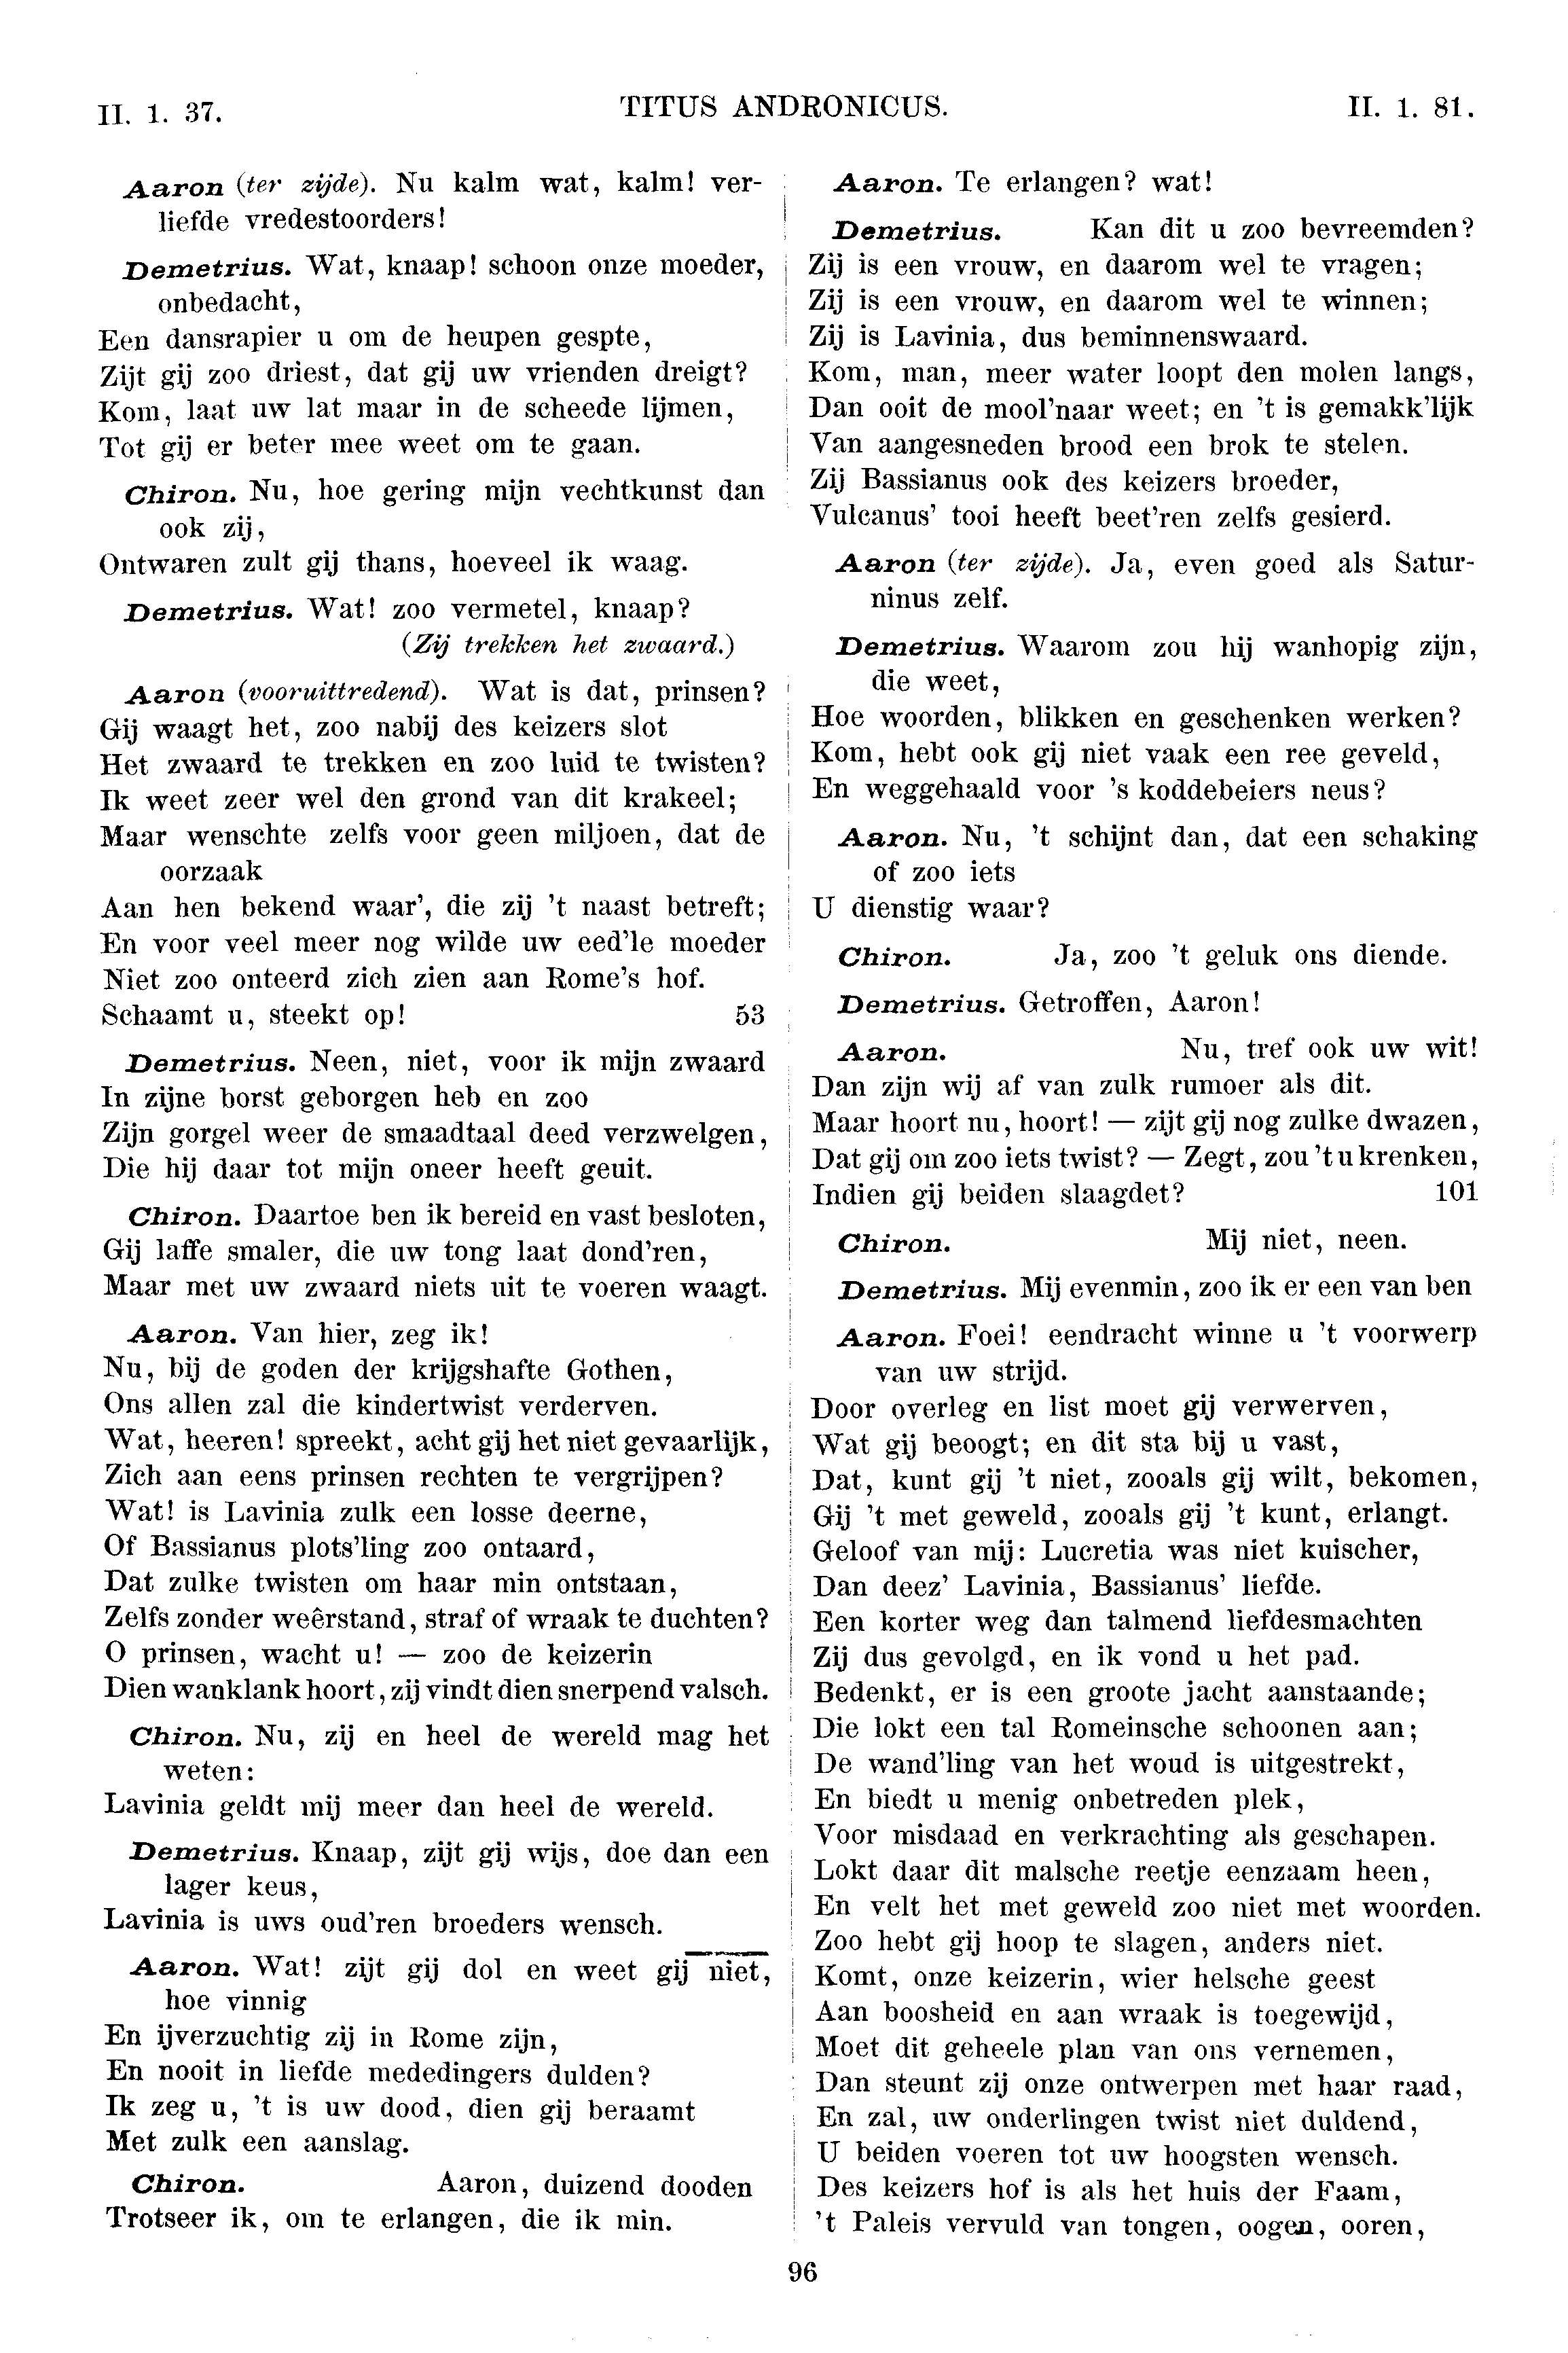 II. 1. 37.
TITUS ANDRONICUS.
II. 1. 81.
Aaron (ter zijde). Nu kalm wat, kalm! ver-
liefde vredestoorders!
Demetrius. Wat, knaap! schoon onze moeder,
onbedacht,
Een dansrapier u om de heupen gespte,
Zijt gij zoo driest, dat gij uw vrienden dreigt?
Kom, laat uw lat maar in de scheede lijmen,
Tot gij er beter mee weet om te gaan.
Chiron. Nu, hoe gering mijn vechtkunst dan
ook zij,
Ontwaren zult gij thans, hoeveel ik waag.
Demetrius. Wat! zoo vermetel, knaap?
(Zij trekken het zwaard.)
Aaron (vooruittredend). Wat is dat, prinsen?
Gij waagt het, zoo nabij des keizers slot
Het zwaard te trekken en zoo luid te twisten?
Ik weet zeer wel den grond van dit krakeel;
Maar wenschte zelfs voor geen miljoen, dat de
oorzaak
Aan hen bekend waar', die zij 't naast betreft;
En voor veel meer nog wilde uw eed'le moeder
Niet zoo onteerd zich zien aan Rome's hof.
Schaamt u, steekt op! 53
Demetrius. Neen, niet, voor ik mijn zwaard
In zijne borst geborgen heb en zoo
Zijn gorgel weer de smaadtaal deed verzwelgen,
Die hij daar tot mijn oneer heeft geuit.
Chiron. Daartoe ben ik bereid en vast besloten,
Gij laffe smaler, die uw tong laat dond'ren,
Maar met uw zwaard niets uit te voeren waagt.
Aaron. Van hier, zeg ik!
Nu, bij de goden der krijgshafte Gothen,
Ons allen zal die kindertwist verderven.
Wat, heeren! spreekt, acht gij het niet gevaarlijk,
Zich aan eens prinsen rechten te vergrijpen?
Wat! is Lavinia zulk een losse deerne,
Of Bassianus plots'ling zoo ontaard,
Dat zulke twisten om haar min ontstaan,
Zelfs zonder weêrstand, straf of wraak te duchten?
O prinsen, wacht u! — zoo de keizerin
Dien wanklank hoort, zij vindt dien snerpend valsch.
Chiron. Nu, zij en heel de wereld mag het
weten:
Lavinia geldt mij meer dan heel de wereld.
Demetrius. Knaap, zijt gij wijs, doe dan een
lager keus,
Lavinia is uws oud'ren broeders wensch.
Aaron. Wat! zijt gij dol en weet gij niet,
hoe vinnig
En ijverzuchtig zij in Rome zijn,
En nooit in liefde mededingers dulden?
Ik zeg u, 't is uw dood, dien gij beraamt
Met zulk een aanslag.
Chiron. Aaron, duizend dooden
Trotseer ik, om te erlangen, die ik min.
Aaron. Te erlangen? wat!
Demetrius. Kan dit u zoo bevreemden?
Zij is een vrouw, en daarom wel te vragen;
Zij is een vrouw, en daarom wel te winnen;
Zij is Lavinia, dus beminnenswaard.
Kom, man, meer water loopt den molen langs,
Dan ooit de mool'naar weet; en 't is gemakk'lijk
Van aangesneden brood een brok te stelen.
Zij Bassianus ook des keizers broeder,
Vulcanus' tooi heeft beet'ren zelfs gesierd.
Aaron (ter zijde). Ja, even goed als Satur-
ninus zelf.
Demetrius. Waarom zou hij wanhopig zijn,
die weet,
Hoe woorden, blikken en geschenken werken?
Kom, hebt ook gij niet vaak een ree geveld,
En weggehaald voor 's koddebeiers neus?
Aaron. Nu, 't schijnt dan, dat een schaking
of zoo iets
U dienstig waar?
Chiron. Ja, zoo 't geluk ons diende.
Demetrius. Getroffen, Aaron!
Aaron. Nu, tref ook uw wit!
Dan zijn wij af van zulk rumoer als dit.
Maar hoort nu, hoort! — zijt gij nog zulke dwazen,
Dat gij om zoo iets twist? — Zegt, zou 't u krenken,
Indien gij beiden slaagdet? 101
Chiron. Mij niet, neen.
Demetrius. Mij evenmin, zoo ik er een van ben
Aaron. Foei! eendracht winne u 't voorwerp
van uw strijd.
Door overleg en list moet gij verwerven,
Wat gij beoogt; en dit sta bij u vast,
Dat, kunt gij 't niet, zooals gij wilt, bekomen,
Gij 't met geweld, zooals gij 't kunt, erlangt.
Geloof van mij: Lucretia was niet kuischer,
Dan deez' Lavinia, Bassianus' liefde.
Een korter weg dan talmend liefdesmachten
Zij dus gevolgd, en ik vond u het pad.
Bedenkt, er is een groote jacht aanstaande;
Die lokt een tal Romeinsche schoonen aan;
De wand'ling van het woud is uitgestrekt,
En biedt u menig onbetreden plek,
Voor misdaad en verkrachting als geschapen.
Lokt daar dit malsche reetje eenzaam heen,
En velt het met geweld zoo niet met woorden.
Zoo hebt gij hoop te slagen, anders niet.
Komt, onze keizerin, wier helsche geest
Aan boosheid en aan wraak is toegewijd,
Moet dit geheele plan van ons vernemen,
Dan steunt zij onze ontwerpen met haar raad,
En zal, uw onderlingen twist niet duldend,
U beiden voeren tot uw hoogsten wensch.
Des keizers hof is als het huis der Faam,
't Paleis vervuld van tongen, oogen, ooren,
96